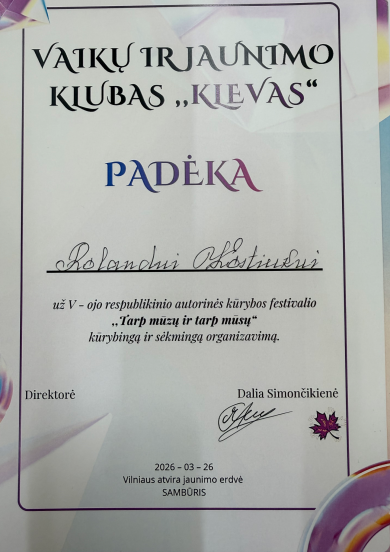 VAIKŲ IR JAUNIMO
KLUBAS ,,KLEVAS“
PADĖKA
Rolandui
už V – ojo respublikinio autorinės kūrybos festivalio
,,Tarp mūzų ir tarp mūsų“
kūrybingą ir sėkmingą organizavimą.
Direktorė Dalia Simončikienė
2026 – 03 – 26
Vilniaus atvira jaunimo erdvė
SAMBŪRIS